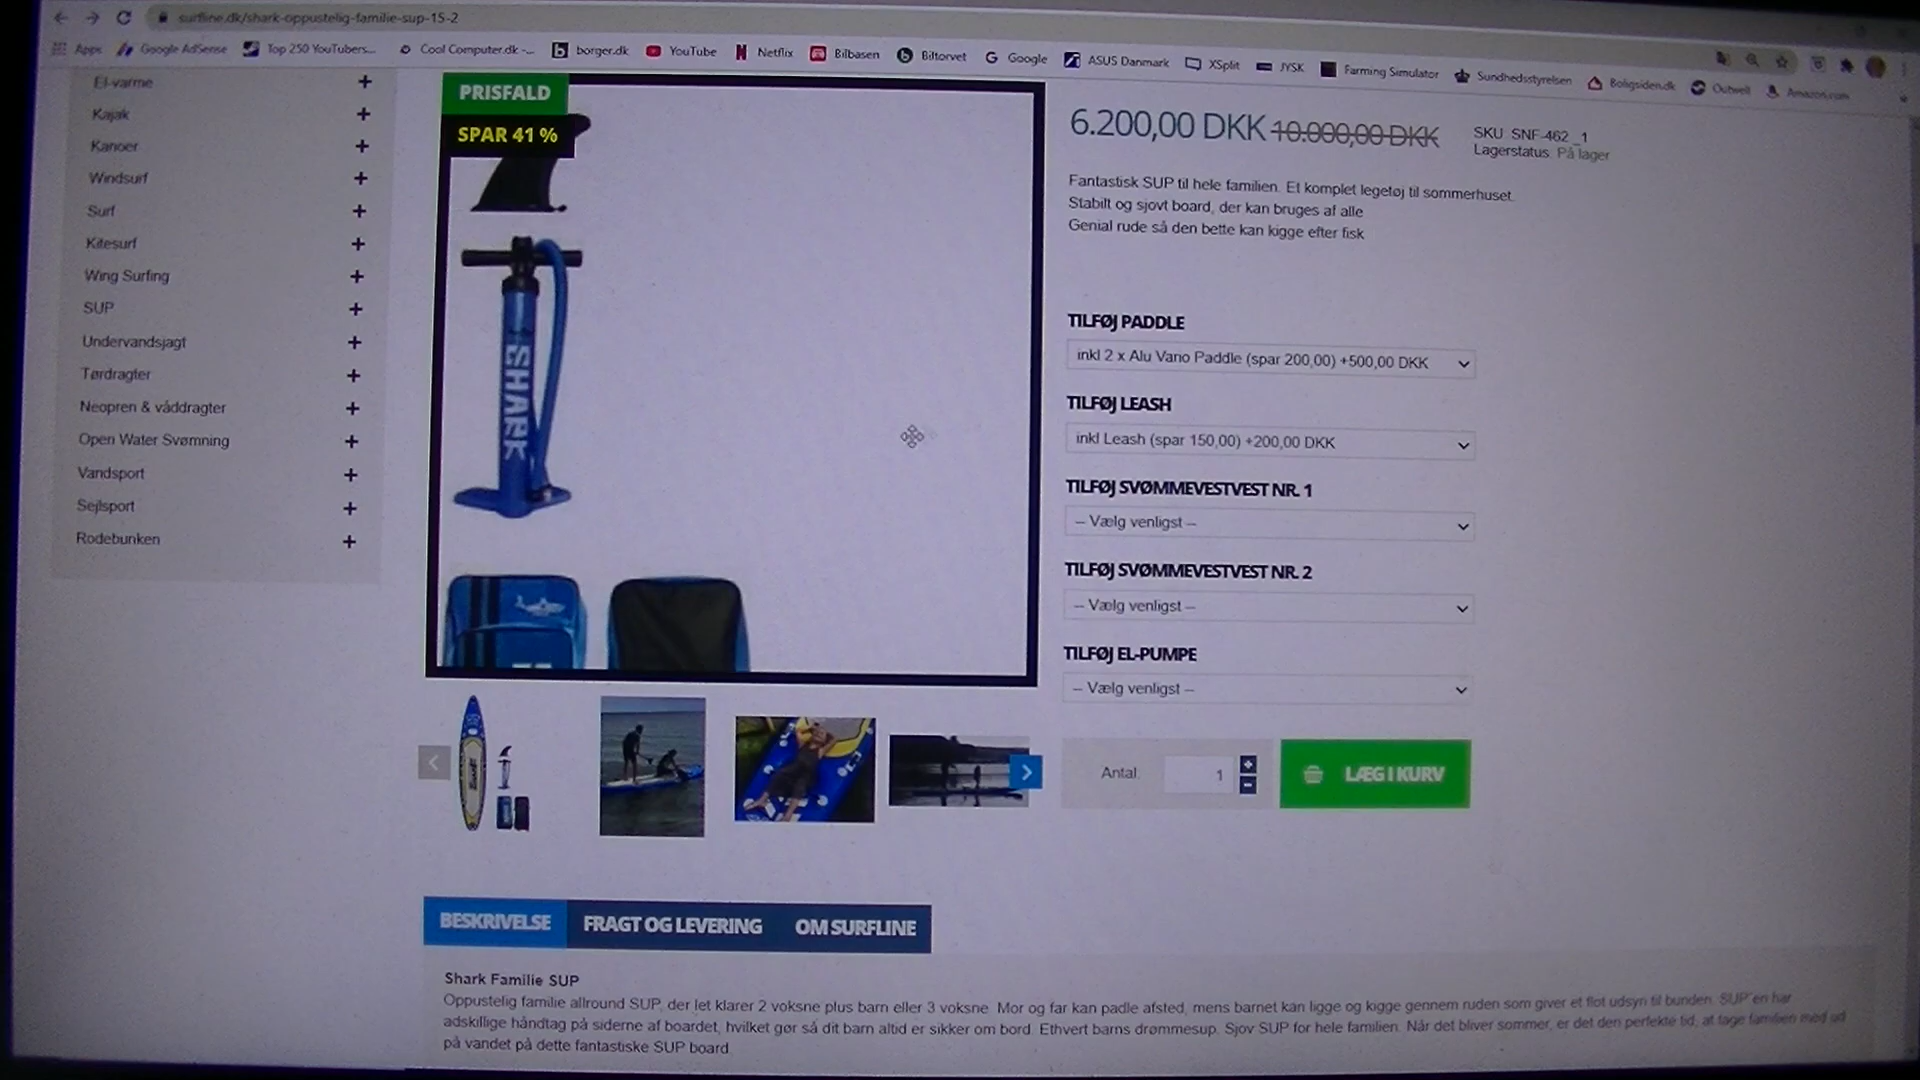 surfline.dk/shark-oppustelig-familie-sup-15-2
Apps
Google AdSense
Top 250 YouTubers...
Cool Computer.dk -...
borger.dk
YouTube
Netflix
Bilbasen
Biltorvet
Google
ASUS Danmark
XSplit
JYSK
Farming Simulator
Sundhedsstyrelsen
Boligsiden.dk
Outwell
Amazon.com
El-varme
Kajak
Kanoer
Windsurf
Surf
Kitesurf
Wing Surfing
SUP
Undervandsjagt
Tørdragter
Neopren & våddragter
Open Water Svømning
Vandsport
Sejlsport
Rodebunken
PRISFALD
SPAR 41 %
SHARK
6.200,00 DKK 10.000,00 DKK
SKU SNF-462_1
Lagerstatus På lager
Fantastisk SUP til hele familien. Et komplet legetøj til sommerhuset.
Stabilt og sjovt board, der kan bruges af alle
Genial rude så den bette kan kigge efter fisk
TILFØJ PADDLE
inkl 2 x Alu Vario Paddle (spar 200,00) +500,00 DKK
TILFØJ LEASH
inkl Leash (spar 150,00) +200,00 DKK
TILFØJ SVØMMEVESTVEST NR. 1
-- Vælg venligst --
TILFØJ SVØMMEVESTVEST NR. 2
-- Vælg venligst --
TILFØJ EL-PUMPE
-- Vælg venligst --
Antal 1
LÆG I KURV
BESKRIVELSE
FRAGT OG LEVERING
OM SURFLINE
Shark Familie SUP
Oppustelig familie allround SUP, der let klarer 2 voksne plus barn eller 3 voksne. Mor og far kan padle afsted, mens barnet kan ligge og kigge gennem ruden som giver et flot udsyn til bunden. SUP´en har
adskillige håndtag på siderne af boardet, hvilket gør så dit barn altid er sikker om bord. Ethvert barns drømmesup. Sjov SUP for hele familien. Når det bliver sommer, er det den perfekte tid, at tage familien med ud
på vandet på dette fantastiske SUP board